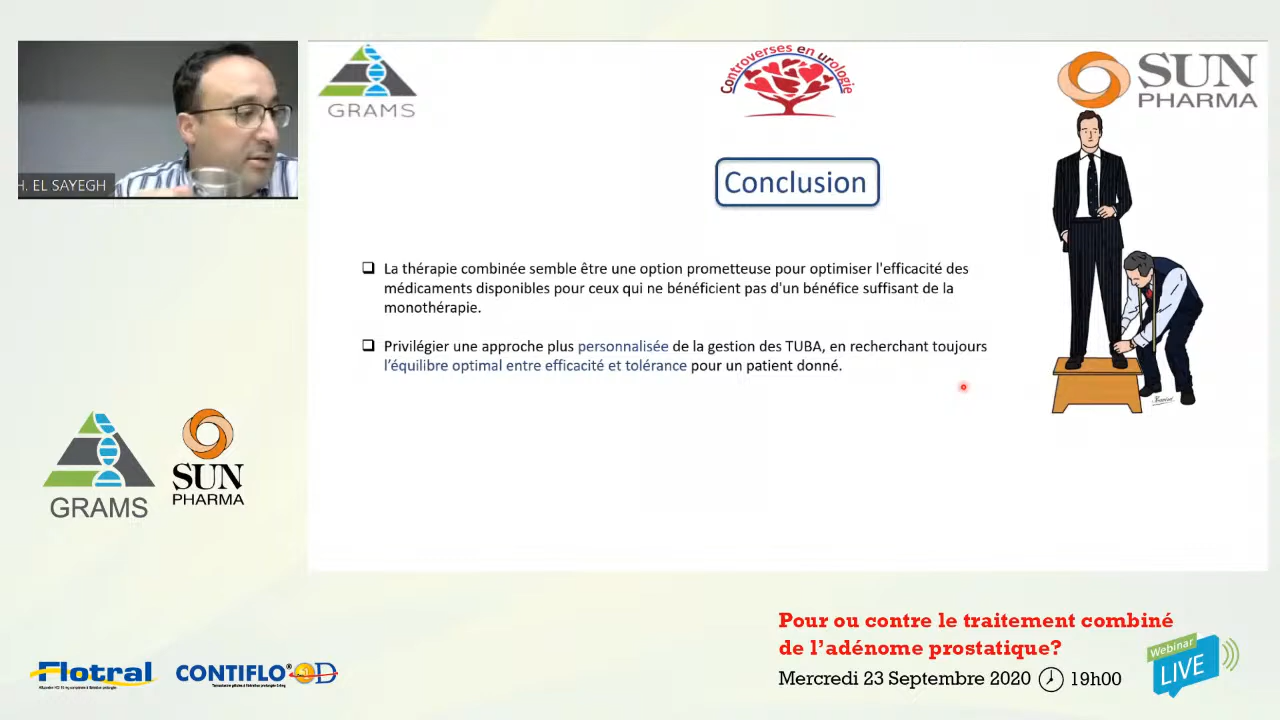 H. EL SAYEGH
GRAMS
Controverses en urologie
SUN
PHARMA
Conclusion
La thérapie combinée semble être une option prometteuse pour optimiser l'efficacité des
médicaments disponibles pour ceux qui ne bénéficient pas d'un bénéfice suffisant de la
monothérapie.
Privilégier une approche plus personnalisée de la gestion des TUBA, en recherchant toujours
l'équilibre optimal entre efficacité et tolérance pour un patient donné.
GRAMS
SUN
PHARMA
Flotral
CONTIFLO® OD
Pour ou contre le traitement combiné
de l'adénome prostatique?
Mercredi 23 Septembre 2020 19h00
Webinar
LIVE